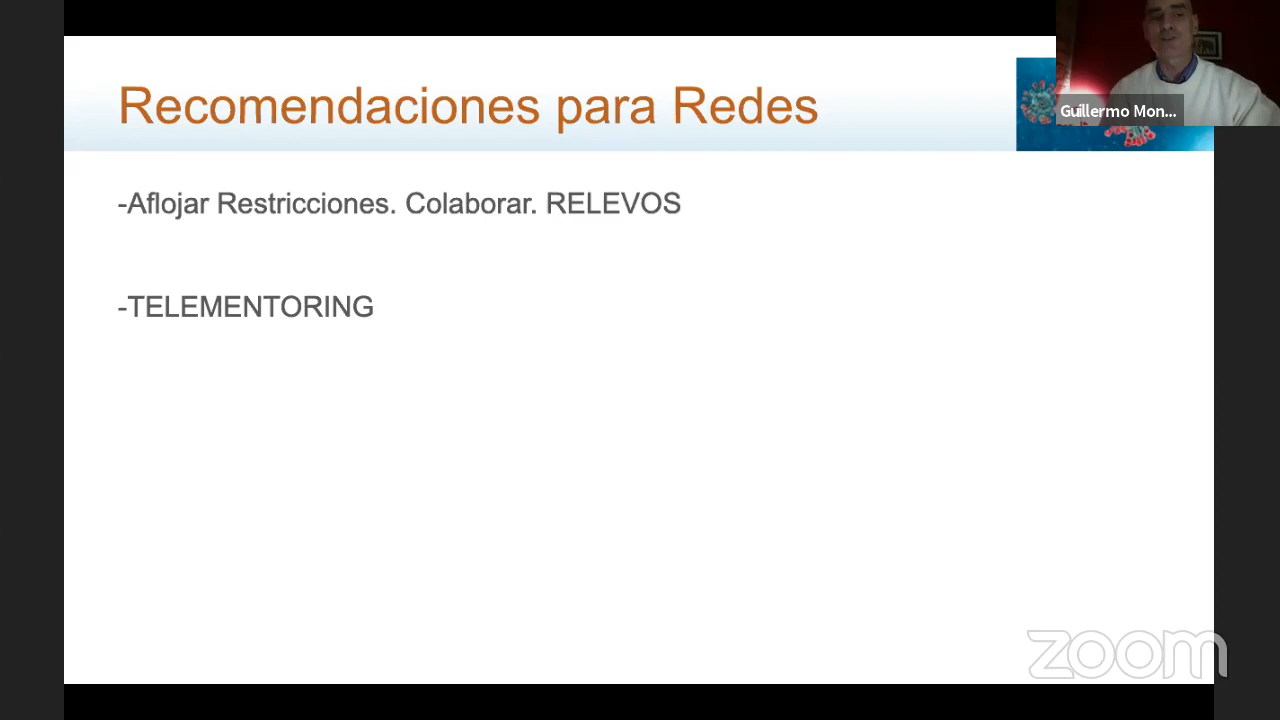 Recomendaciones para Redes
Guillermo Mon...
-Aflojar Restricciones. Colaborar. RELEVOS
-TELEMENTORING
zoom